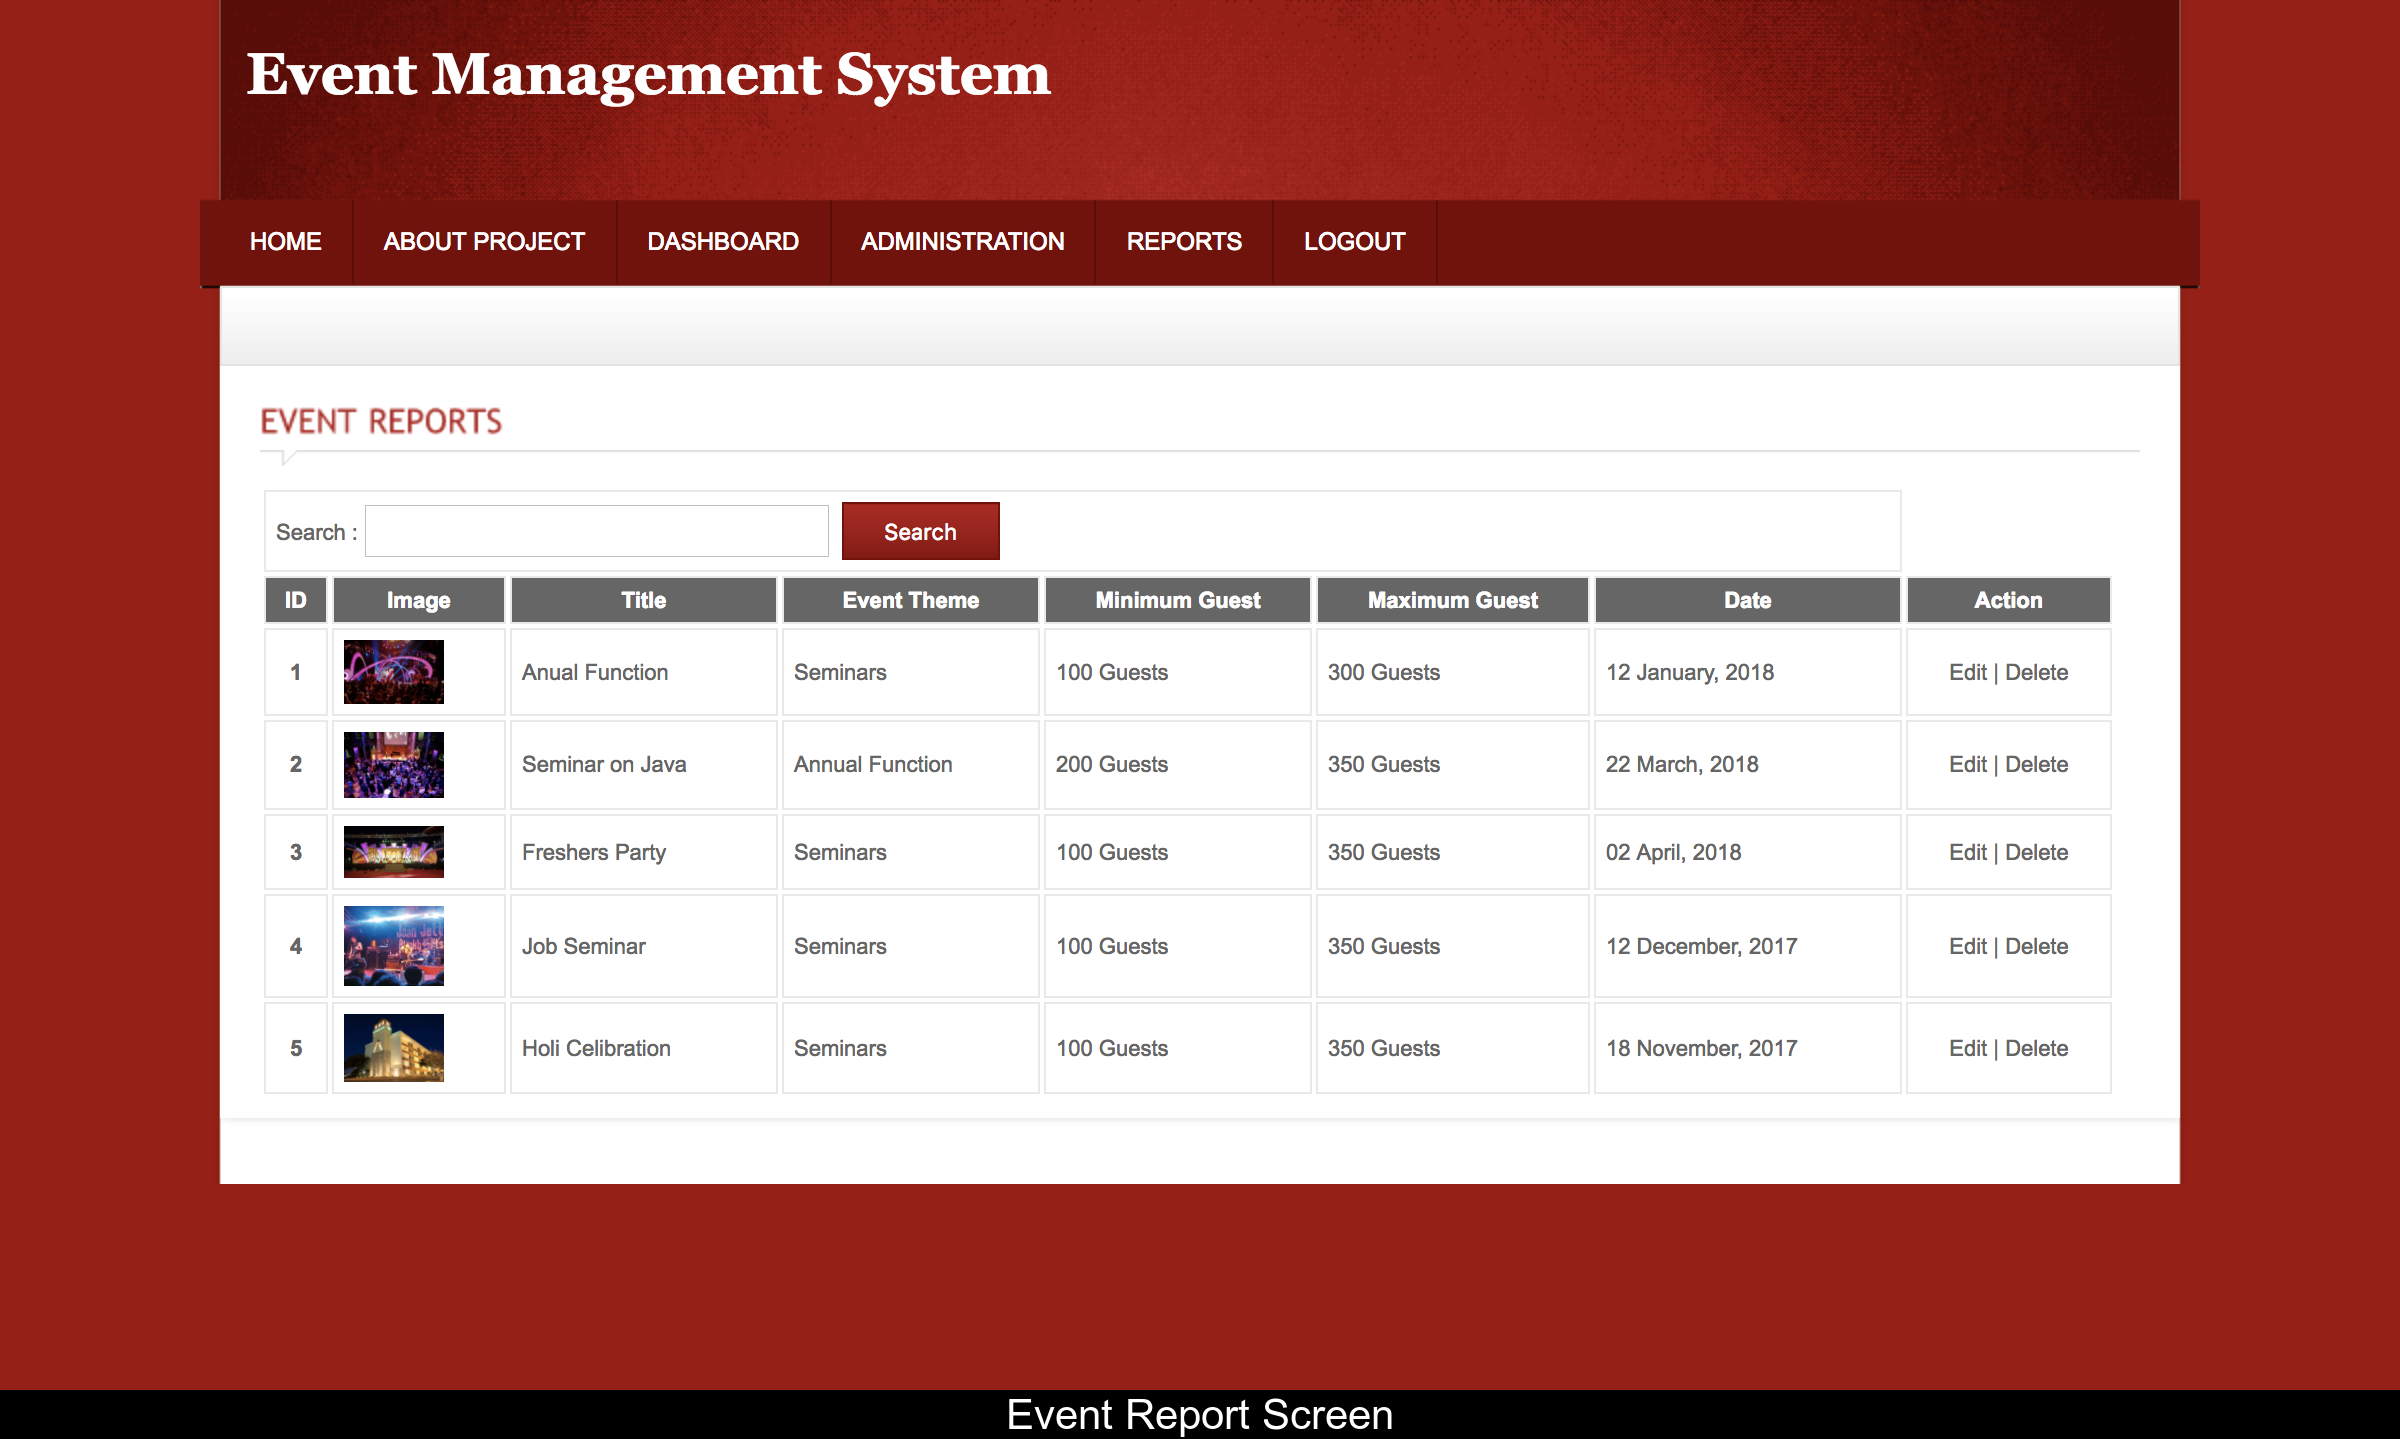 Event Management System
HOME ABOUT PROJECT DASHBOARD ADMINISTRATION REPORTS LOGOUT
EVENT REPORTS
Search : Search
ID Image Title Event Theme Minimum Guest Maximum Guest Date Action
1 Anual Function Seminars 100 Guests 300 Guests 12 January, 2018 Edit | Delete
2 Seminar on Java Annual Function 200 Guests 350 Guests 22 March, 2018 Edit | Delete
3 Freshers Party Seminars 100 Guests 350 Guests 02 April, 2018 Edit | Delete
4 Job Seminar Seminars 100 Guests 350 Guests 12 December, 2017 Edit | Delete
5 Holi Celibration Seminars 100 Guests 350 Guests 18 November, 2017 Edit | Delete
Event Report Screen